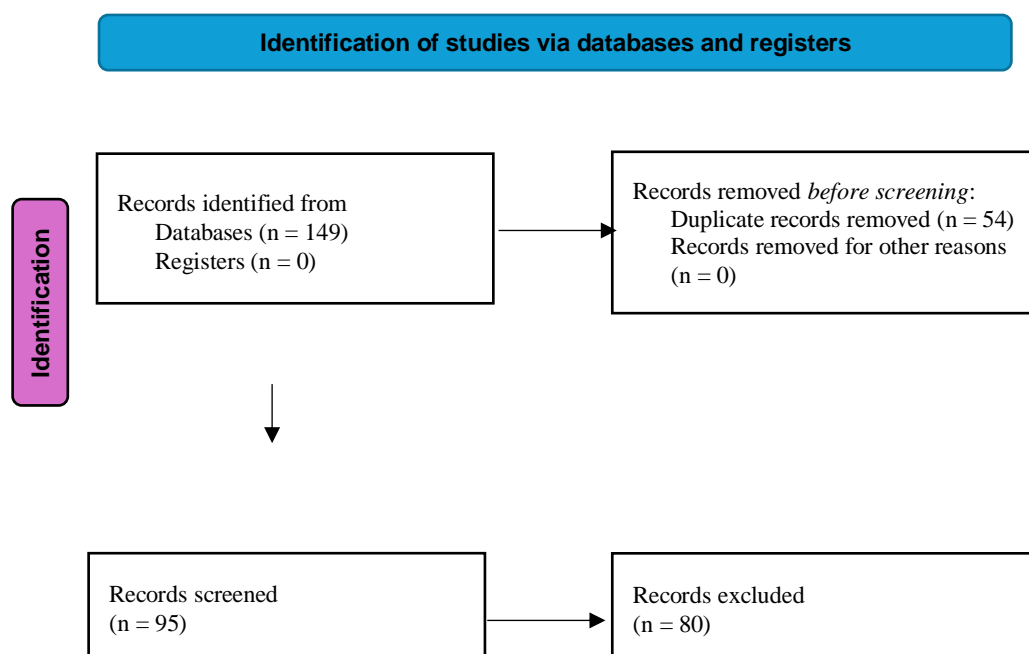 Identification of studies via databases and registers
Records identified from
Databases (n = 149)
Registers (n = 0)
Records removed before screening:
Duplicate records removed (n = 54)
Records removed for other reasons
(n = 0)
Identification
Records screened
(n = 95)
Records excluded
(n = 80)